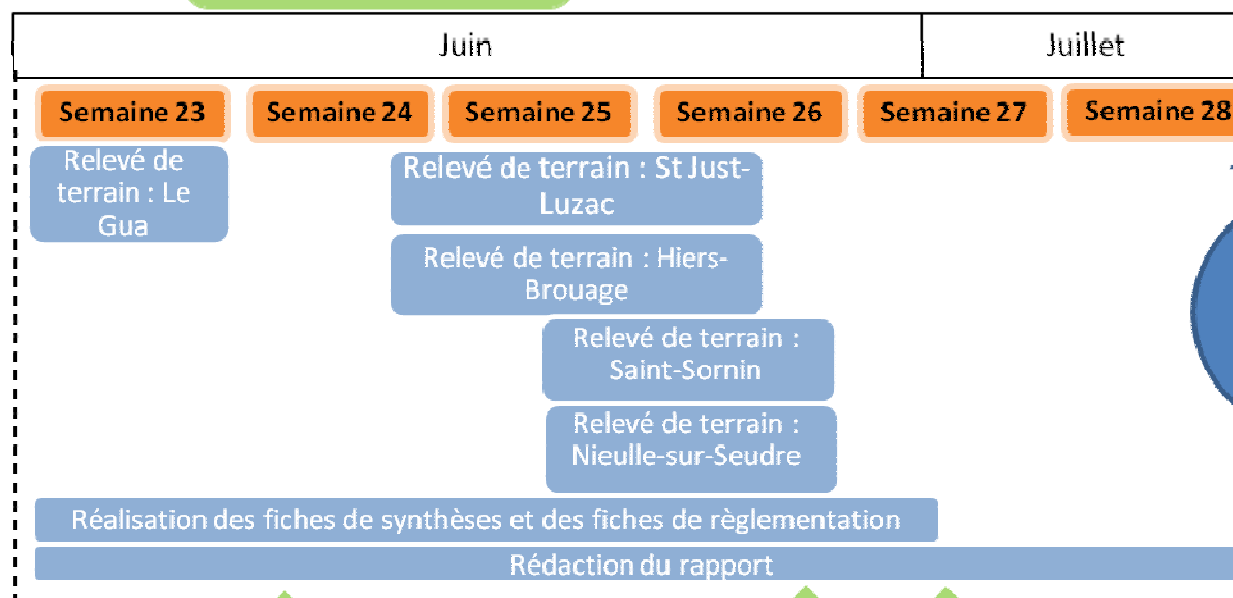 Juin
Juillet
Semaine 23
Semaine 24
Semaine 25
Semaine 26
Semaine 27
Semaine 28
Relevé de
terrain : Le
Gua
Relevé de terrain : St Just-
Luzac
Relevé de terrain : Hiers-
Brouage
Relevé de terrain :
Saint-Sornin
Relevé de terrain :
Nieulle-sur-Seudre
Réalisation des fiches de synthèses et des fiches de règlementation
Rédaction du rapport